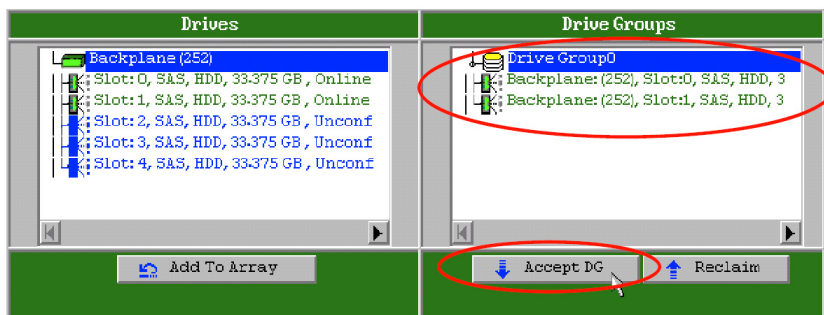 Drives
Backplane (252)
Slot: 0, SAS, HDD, 33.375 GB , Online
Slot: 1, SAS, HDD, 33.375 GB , Online
Slot: 2, SAS, HDD, 33.375 GB , Unconf
Slot: 3, SAS, HDD, 33.375 GB , Unconf
Slot: 4, SAS, HDD, 33.375 GB , Unconf
Add To Array
Drive Groups
Drive Group0
Backplane: (252), Slot:0, SAS, HDD, 3
Backplane: (252), Slot:1, SAS, HDD, 3
Accept DG
Reclaim